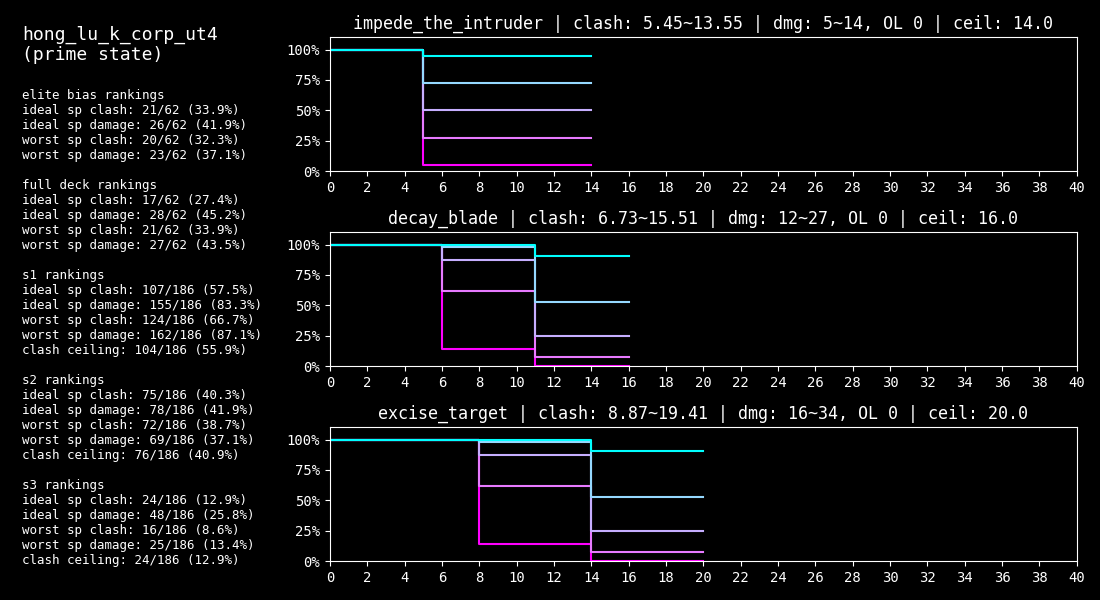 hong_lu_k_corp_ut4
(prime state)
elite bias rankings
ideal sp clash: 21/62 (33.9%)
ideal sp damage: 26/62 (41.9%)
worst sp clash: 20/62 (32.3%)
worst sp damage: 23/62 (37.1%)
full deck rankings
ideal sp clash: 17/62 (27.4%)
ideal sp damage: 28/62 (45.2%)
worst sp clash: 21/62 (33.9%)
worst sp damage: 27/62 (43.5%)
s1 rankings
ideal sp clash: 107/186 (57.5%)
ideal sp damage: 155/186 (83.3%)
worst sp clash: 124/186 (66.7%)
worst sp damage: 162/186 (87.1%)
clash ceiling: 104/186 (55.9%)
s2 rankings
ideal sp clash: 75/186 (40.3%)
ideal sp damage: 78/186 (41.9%)
worst sp clash: 72/186 (38.7%)
worst sp damage: 69/186 (37.1%)
clash ceiling: 76/186 (40.9%)
s3 rankings
ideal sp clash: 24/186 (12.9%)
ideal sp damage: 48/186 (25.8%)
worst sp clash: 16/186 (8.6%)
worst sp damage: 25/186 (13.4%)
clash ceiling: 24/186 (12.9%)
impede_the_intruder | clash: 5.45~13.55 | dmg: 5~14, OL 0 | ceil: 14.0
100%
75%
50%
25%
0%
0 2 4 6 8 10 12 14 16 18 20 22 24 26 28 30 32 34 36 38 40
decay_blade | clash: 6.73~15.51 | dmg: 12~27, OL 0 | ceil: 16.0
100%
75%
50%
25%
0%
0 2 4 6 8 10 12 14 16 18 20 22 24 26 28 30 32 34 36 38 40
excise_target | clash: 8.87~19.41 | dmg: 16~34, OL 0 | ceil: 20.0
100%
75%
50%
25%
0%
0 2 4 6 8 10 12 14 16 18 20 22 24 26 28 30 32 34 36 38 40